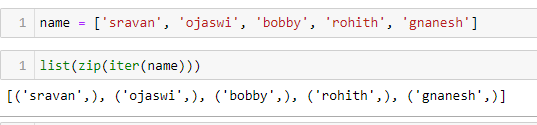 1 name = ['sravan', 'ojaswi', 'bobby', 'rohith', 'gnanesh']
1 list(zip(iter(name)))
[('sravan',), ('ojaswi',), ('bobby',), ('rohith',), ('gnanesh',)]